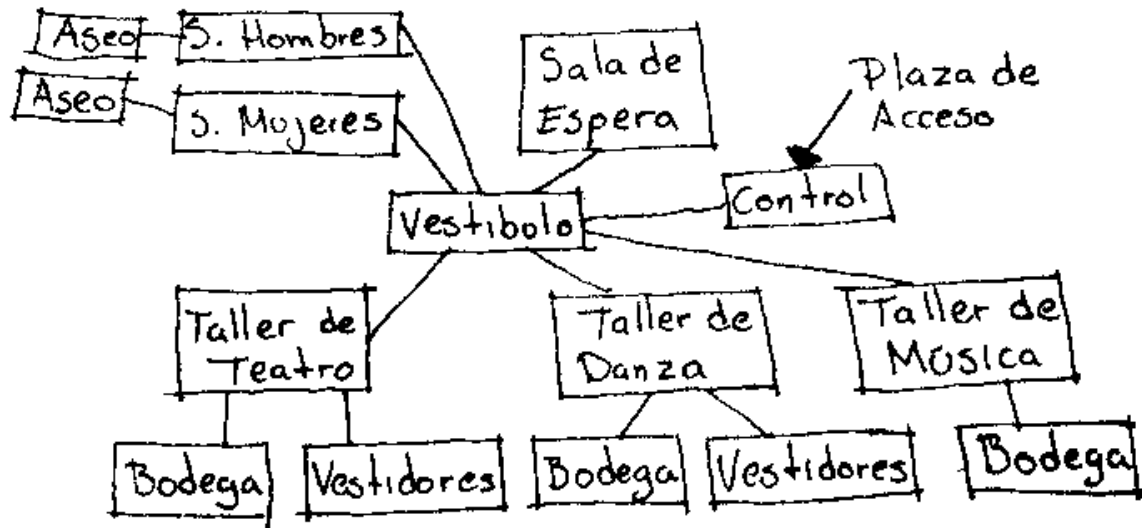 Aseo
S. Hombres
Sala de
Espera
Plaza de
Acceso
Aseo
S. Mujeres
Control
Vestibolo
Taller de
Teatro
Taller de
Danza
Taller de
Música
Bodega
Vestidores
Bodega
Vestidores
Bodega